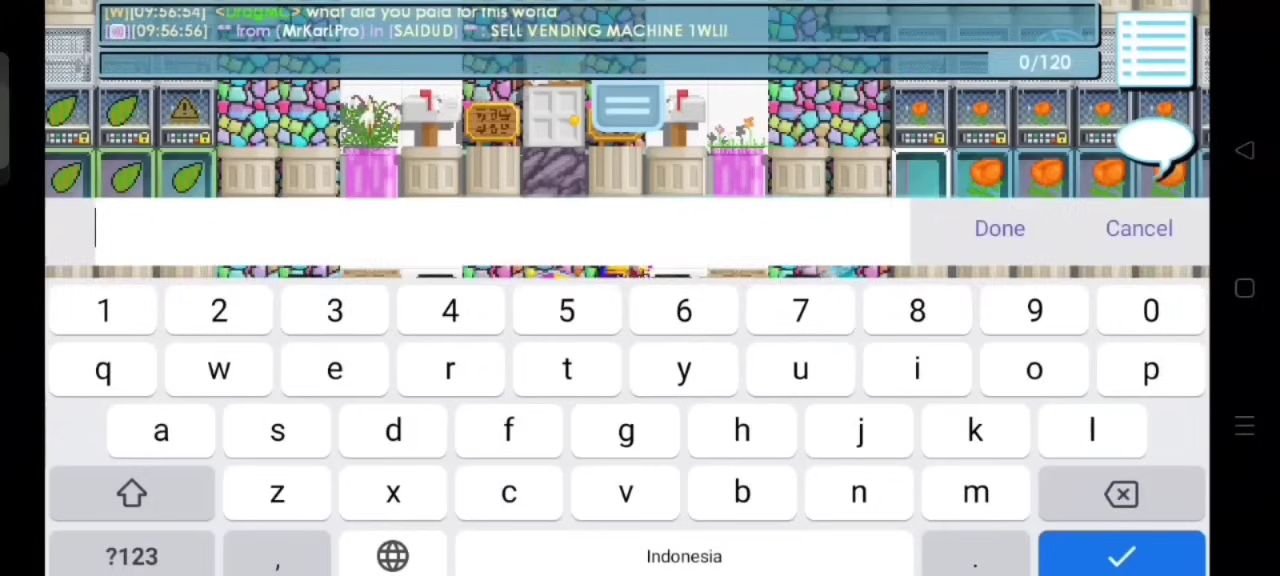 [W][09:56:54] <DragMC> what did you paid for this world
[09:56:56] ** from (MrKarlPro) in [SAIDUD] ** : SELL VENDING MACHINE 1WL!!
0/120
Done Cancel
1 2 3 4 5 6 7 8 9 0
q w e r t y u i o p
a s d f g h j k l
z x c v b n m
?123 , Indonesia .